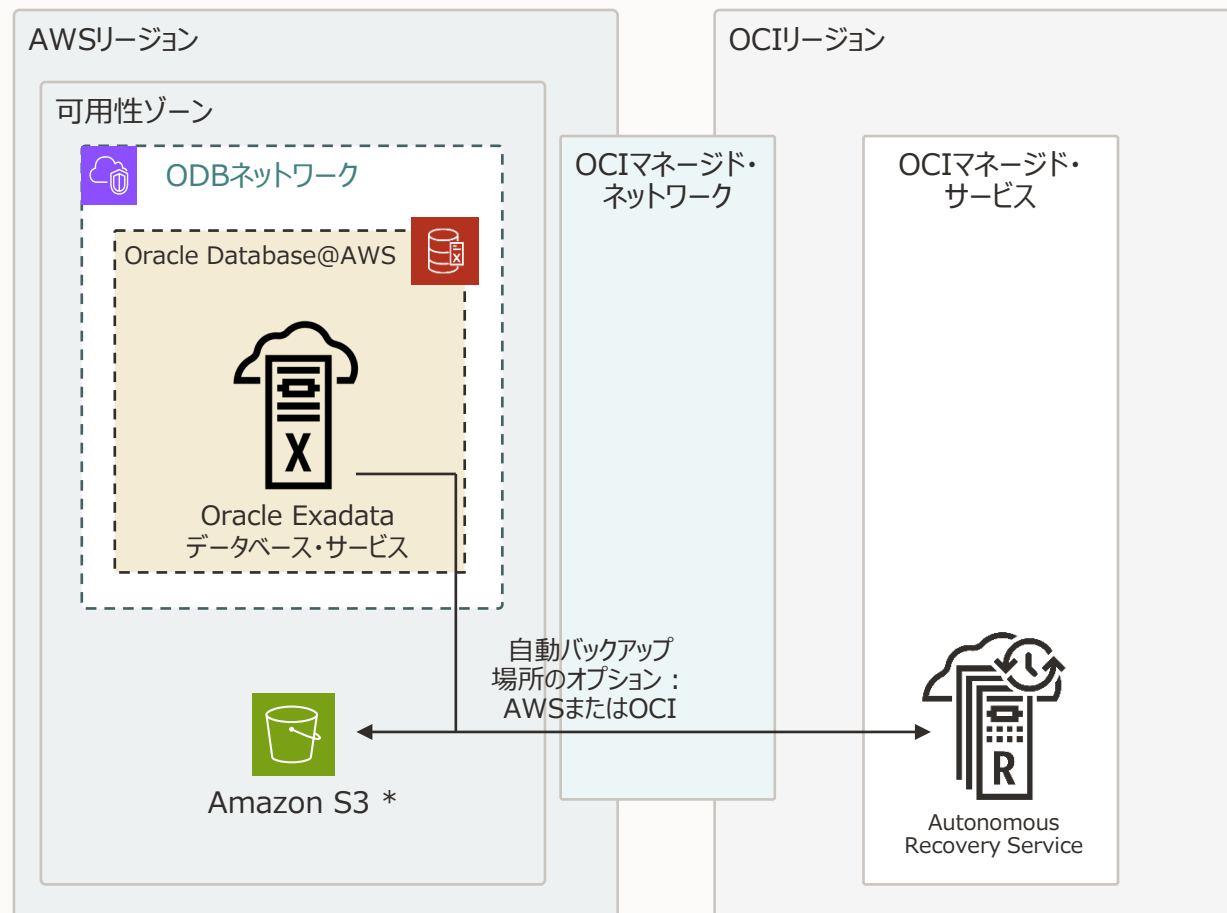 AWSリージョン
OCIリージョン
可用性ゾーン
ODBネットワーク
OCIマネージド・
ネットワーク
OCIマネージド・
サービス
Oracle Database@AWS
X
X
Oracle Exadata
データベース・サービス
自動バックアップ
場所のオプション：
AWSまたはOCI
Amazon S3 *
R
Autonomous
Recovery Service